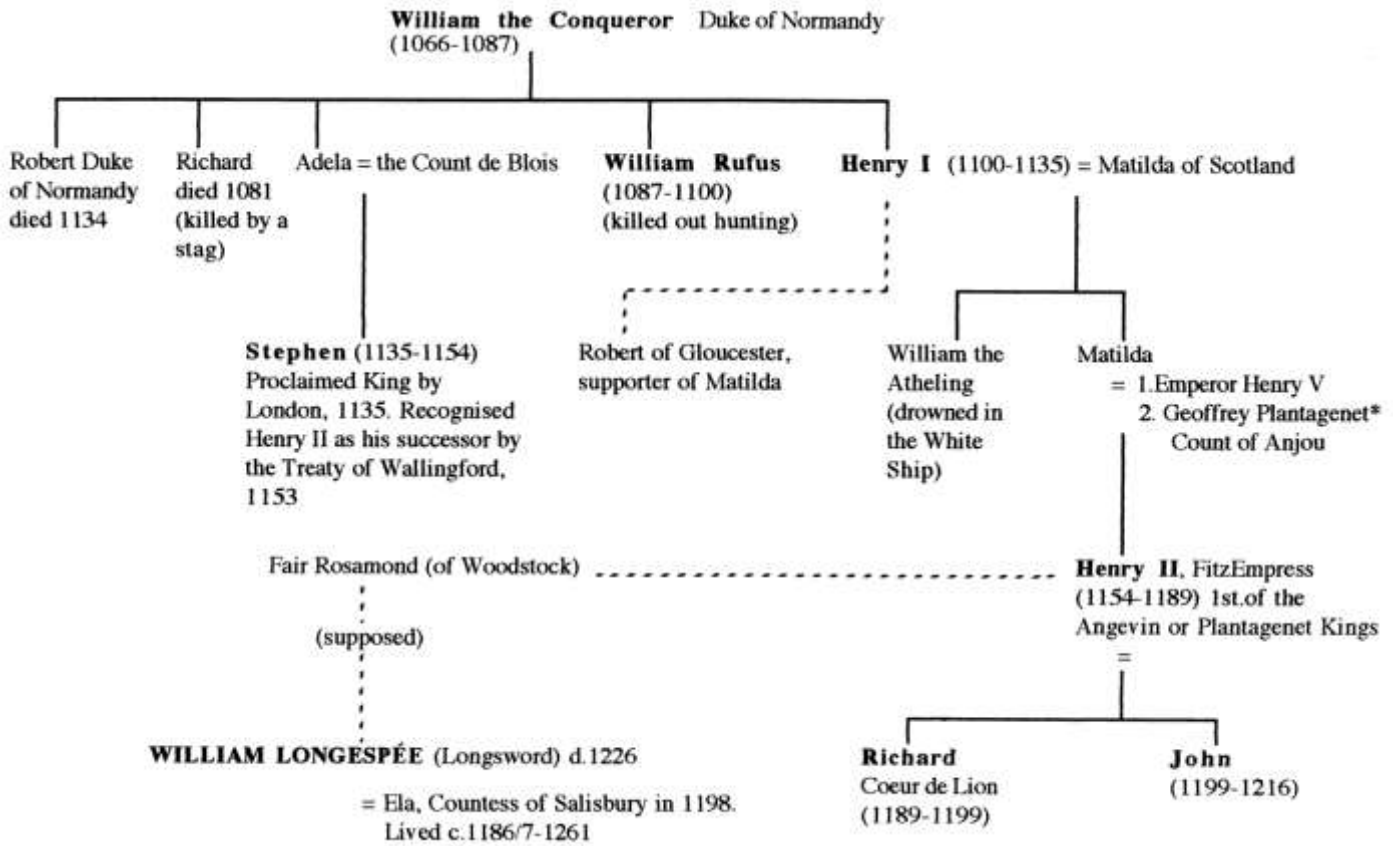 William the Conqueror Duke of Normandy
(1066-1087)
Robert Duke
of Normandy
died 1134
Richard
died 1081
(killed by a
stag)
Adela = the Count de Blois
William Rufus
(1087-1100)
(killed out hunting)
Henry I (1100-1135) = Matilda of Scotland
Stephen (1135-1154)
Proclaimed King by
London, 1135. Recognised
Henry II as his successor by
the Treaty of Wallingford,
1153
Robert of Gloucester,
supporter of Matilda
William the
Atheling
(drowned in
the White
Ship)
Matilda
= 1.Emperor Henry V
2. Geoffrey Plantagenet*
Count of Anjou
Fair Rosamond (of Woodstock)
Henry II, FitzEmpress
(1154-1189) 1st.of the
Angevin or Plantagenet Kings
=
(supposed)
WILLIAM LONGESPÉE (Longsword) d.1226
= Ela, Countess of Salisbury in 1198.
Lived c.1186/7-1261
Richard
Coeur de Lion
(1189-1199)
John
(1199-1216)